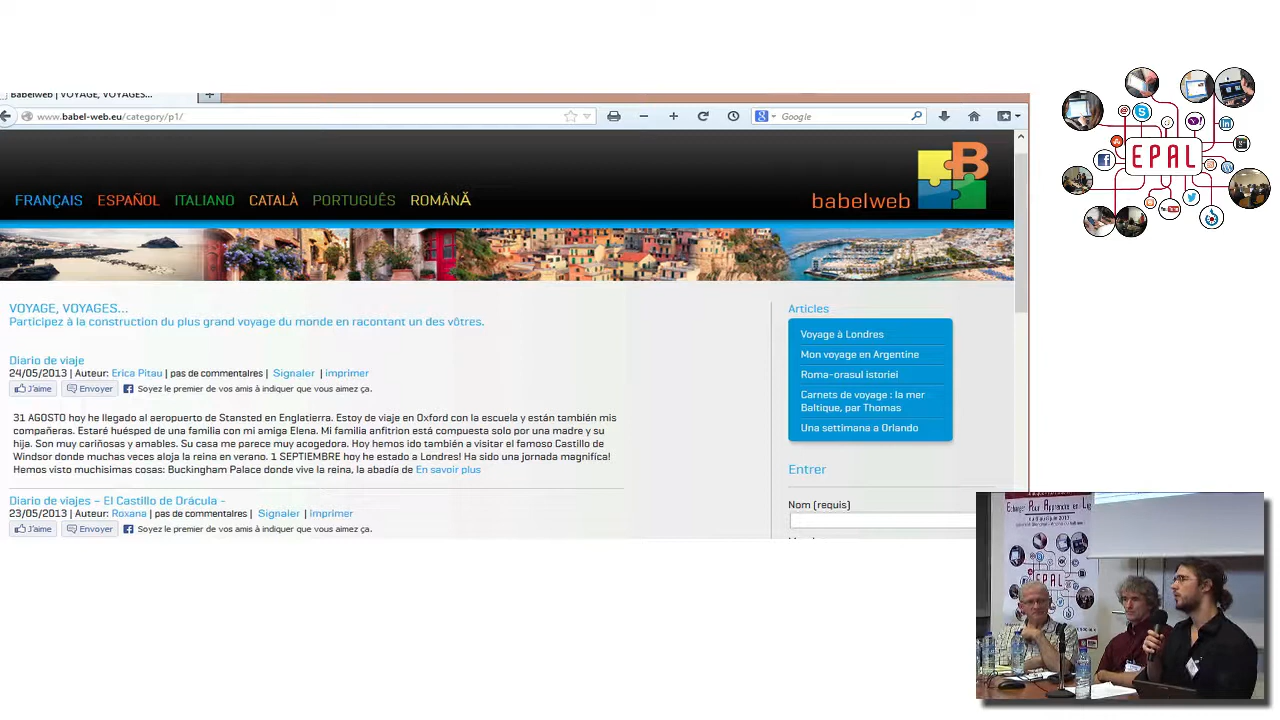 Babelweb | VOYAGE, VOYAGES...
www.babel-web.eu/category/p1/
Google
FRANÇAIS ESPAÑOL ITALIANO CATALÀ PORTUGUÊS ROMÂNĂ
babelweb
VOYAGE, VOYAGES...
Participez à la construction du plus grand voyage du monde en racontant un des vôtres.
Diario de viaje
24/05/2013 | Auteur: Erica Pitau | pas de commentaires | Signaler | imprimer
J'aime Envoyer Soyez le premier de vos amis à indiquer que vous aimez ça.
31 AGOSTO hoy he llegado al aeropuerto de Stansted en Englatierra. Estoy de viaje en Oxford con la escuela y están también mis
compañeras. Estaré huésped de una familia con mi amiga Elena. Mi familia anfitrion está compuesta solo por una madre y su
hija. Son muy cariñosas y amables. Su casa me parece muy acogedora. Hoy hemos ido también a visitar el famoso Castillo de
Windsor donde muchas veces aloja la reina en verano. 1 SEPTIEMBRE hoy he estado a Londres! Ha sido una jornada magnifíca!
Hemos visto muchisimas cosas: Buckingham Palace donde vive la reina, la abadía de En savoir plus
Diario de viajes – El Castillo de Drácula -
23/05/2013 | Auteur: Roxana | pas de commentaires | Signaler | imprimer
J'aime Envoyer Soyez le premier de vos amis à indiquer que vous aimez ça.
Articles
Voyage à Londres
Mon voyage en Argentine
Roma-orasul istoriei
Carnets de voyage : la mer
Baltique, par Thomas
Una settimana a Orlando
Entrer
Nom (requis)
EPAL
Echanger Pour Apprendre en Lig
EPAL